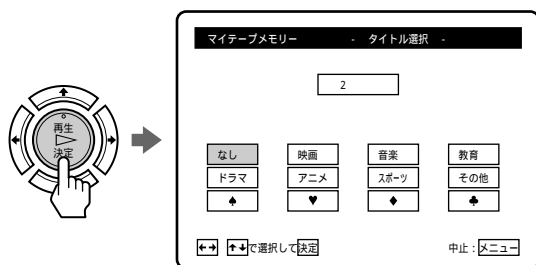 マイテープメモリー - タイトル選択 -
2
再生
決定
なし 映画 音楽 教育
ドラマ アニメ スポーツ その他
♠ ♥ ♦ ♣
←→ ↑↓で選択して決定 中止：メニュー